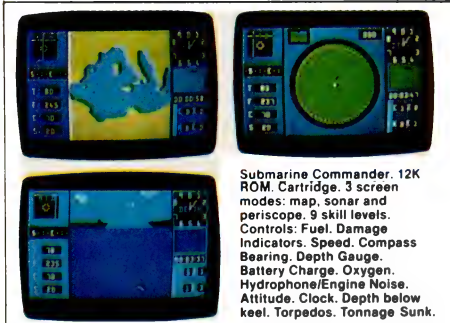 Submarine Commander. 12K
ROM. Cartridge. 3 screen
modes: map, sonar and
periscope. 9 skill levels.
Controls: Fuel. Damage
Indicators. Speed. Compass
Bearing. Depth Gauge.
Battery Charge. Oxygen.
Hydrophone/Engine Noise.
Attitude. Clock. Depth below
keel. Torpedos. Tonnage Sunk.